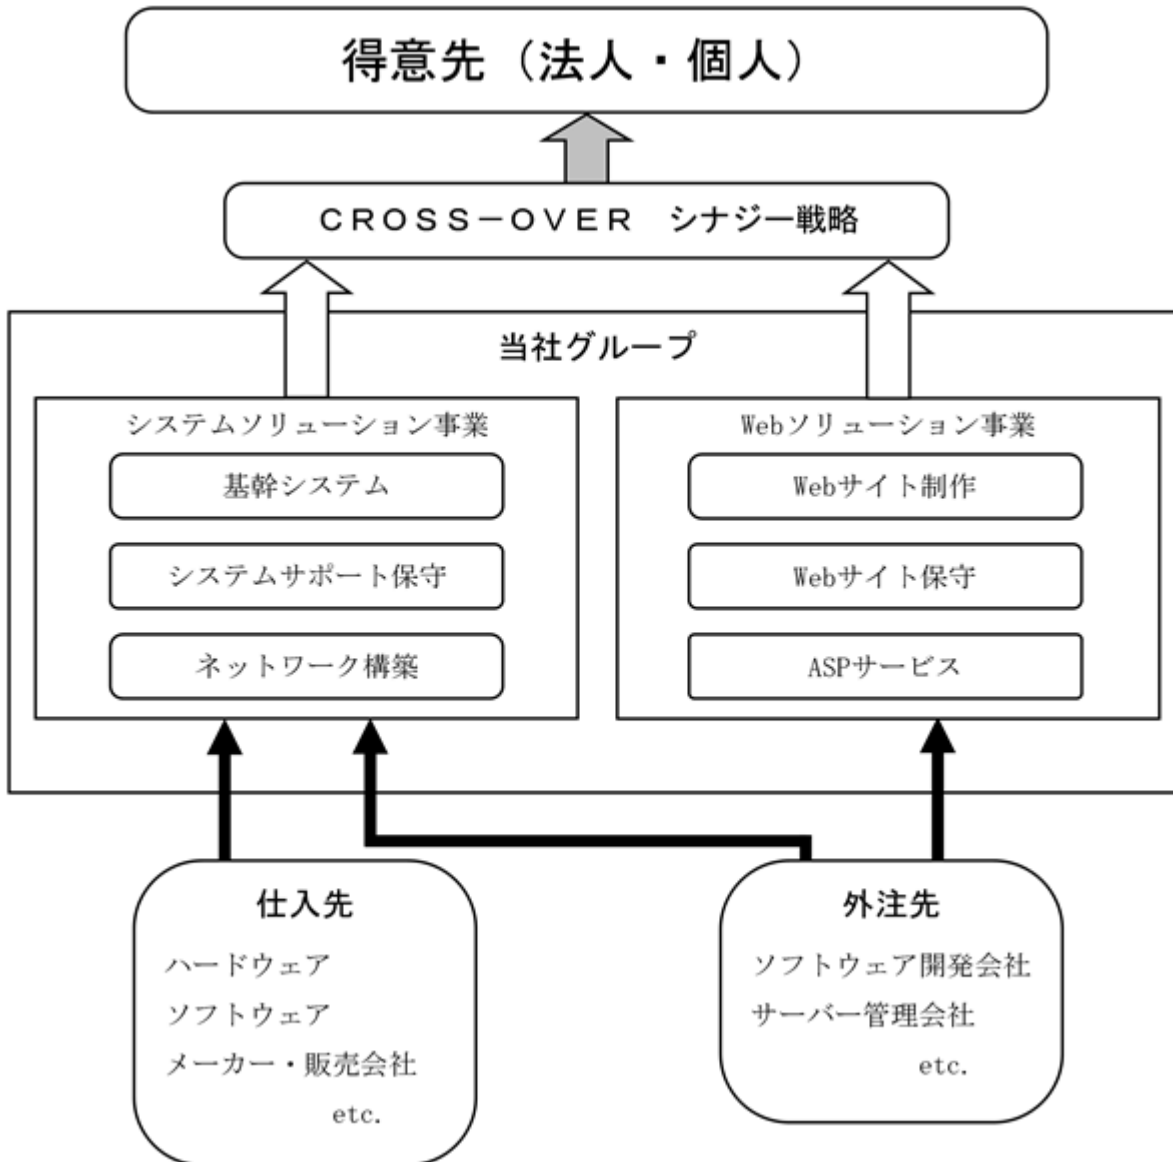 得意先（法人・個人）
ＣＲＯＳＳ－ＯＶＥＲ　シナジー戦略
当社グループ
システムソリューション事業
基幹システム
システムサポート保守
ネットワーク構築
Webソリューション事業
Webサイト制作
Webサイト保守
ASPサービス
仕入先
ハードウェア
ソフトウェア
メーカー・販売会社
etc.
外注先
ソフトウェア開発会社
サーバー管理会社
etc.